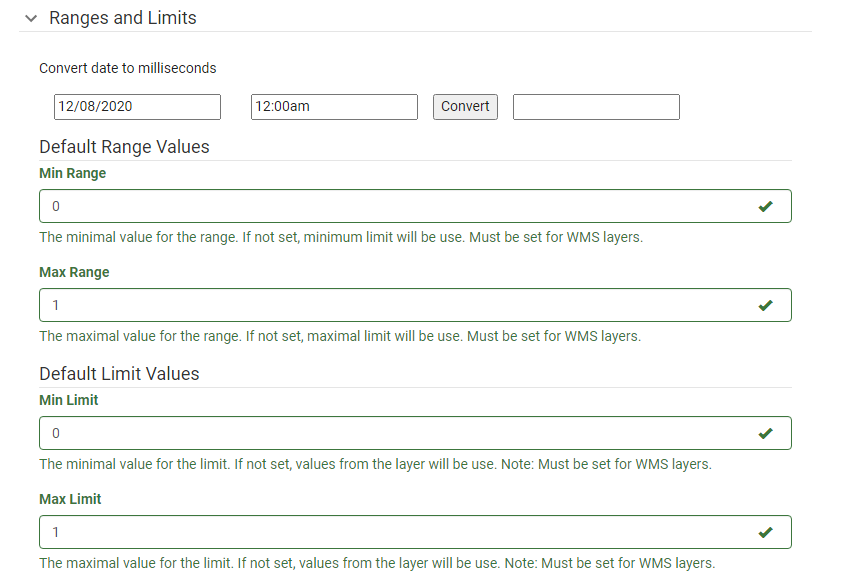 Ranges and Limits
Convert date to milliseconds
12/08/2020 12:00am Convert
Default Range Values
Min Range
0
The minimal value for the range. If not set, minimum limit will be use. Must be set for WMS layers.
Max Range
1
The maximal value for the range. If not set, maximal limit will be use. Must be set for WMS layers.
Default Limit Values
Min Limit
0
The minimal value for the limit. If not set, values from the layer will be use. Note: Must be set for WMS layers.
Max Limit
1
The maximal value for the limit. If not set, values from the layer will be use. Note: Must be set for WMS layers.